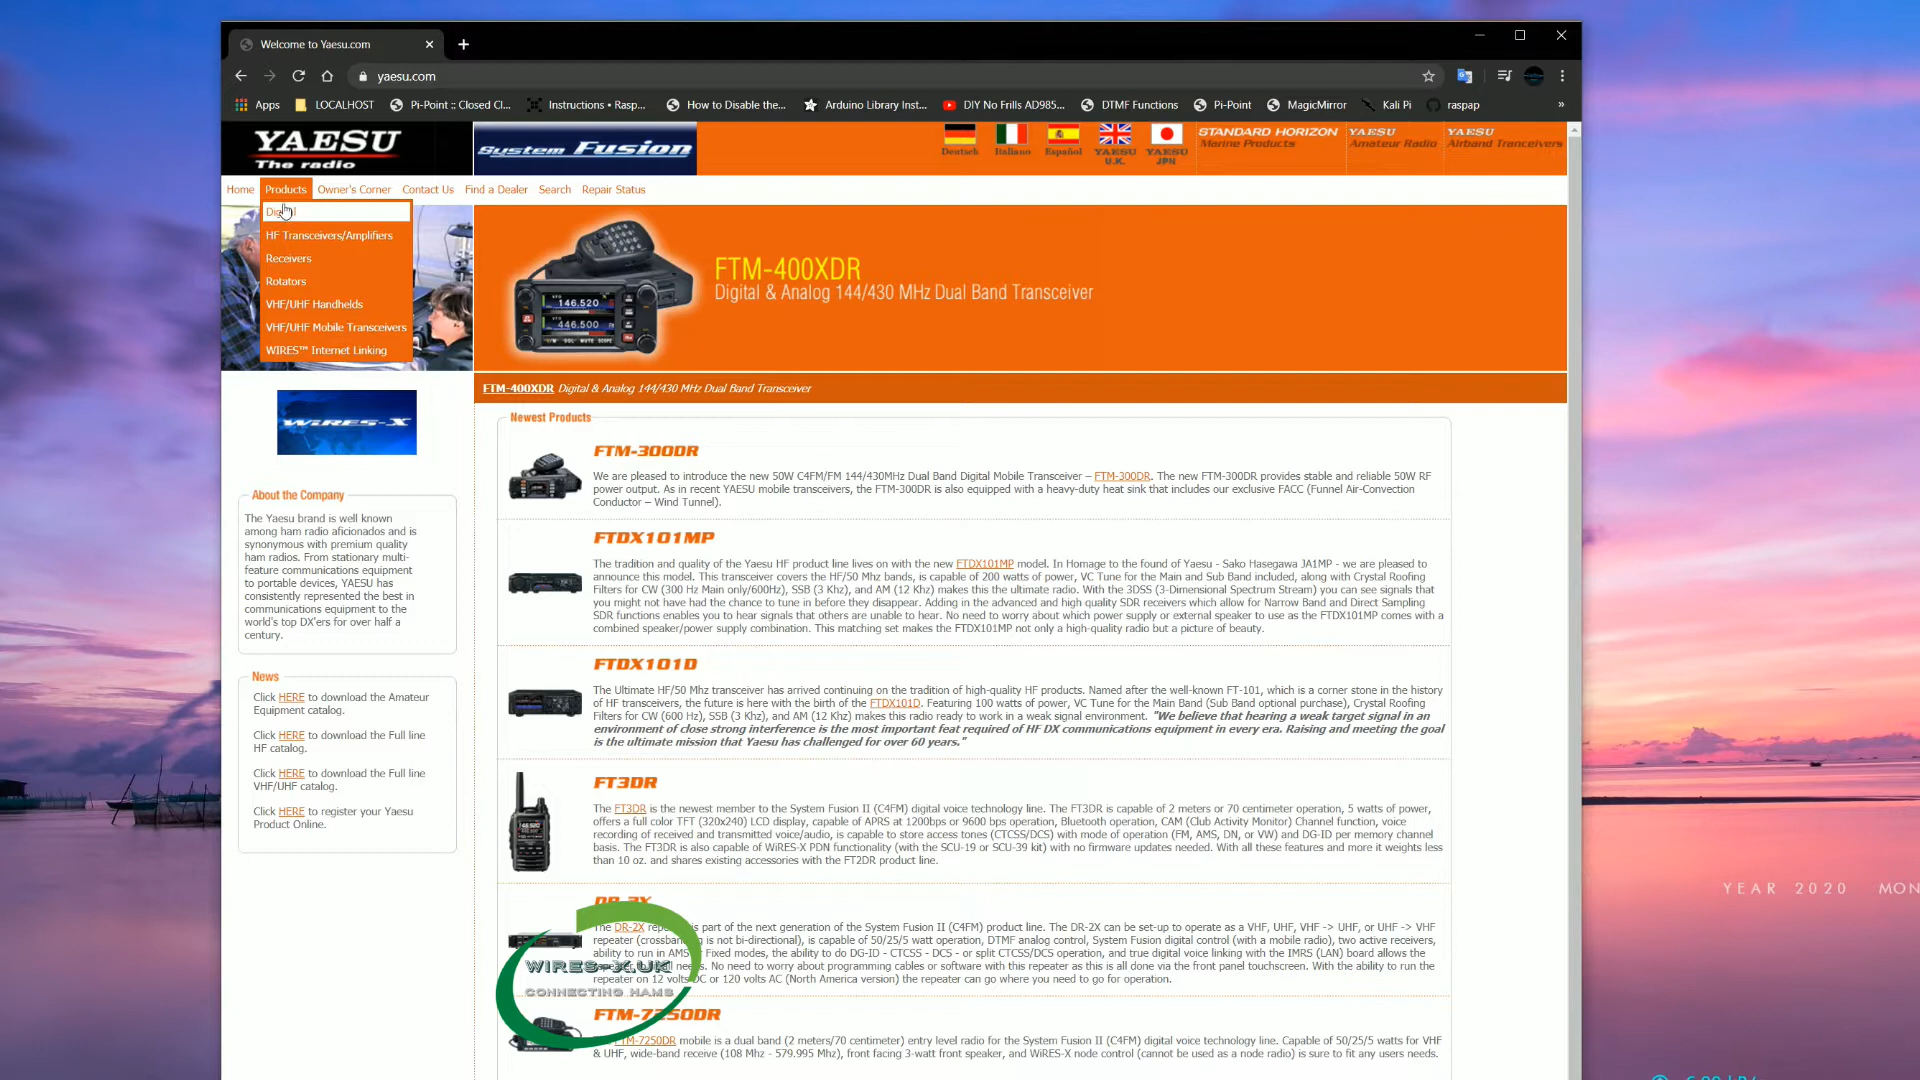 Welcome to Yaesu.com
yaesu.com
Apps LOCALHOST Pi-Point :: Closed Cl... Instructions • Rasp... How to Disable the... Arduino Library Inst... DIY No Frills AD985... DTMF Functions Pi-Point MagicMirror Kali Pi raspap »
YAESU
The radio
System Fusion
Deutsch Italiano Español YAESU U.K. YAESU JPN
STANDARD HORIZON
Marine Products
YAESU
Amateur Radio
YAESU
Airband Tranceivers
Home Products Owner's Corner Contact Us Find a Dealer Search Repair Status
HF Transceivers/Amplifiers
Receivers
Rotators
VHF/UHF Handhelds
VHF/UHF Mobile Transceivers
WIRES™ Internet Linking
146.520
446.500
FTM-400XDR
Digital & Analog 144/430 MHz Dual Band Transceiver
FTM-400XDR Digital & Analog 144/430 MHz Dual Band Transceiver
WiRES-X
About the Company
The Yaesu brand is well known
among ham radio aficionados and is
synonymous with premium quality
ham radios. From stationary multi-
feature communications equipment
to portable devices, YAESU has
consistently represented the best in
communications equipment to the
world's top DX'ers for over half a
century.
News
Click HERE to download the Amateur
Equipment catalog.
Click HERE to download the Full line
HF catalog.
Click HERE to download the Full line
VHF/UHF catalog.
Click HERE to register your Yaesu
Product Online.
Newest Products
FTM-300DR
We are pleased to introduce the new 50W C4FM/FM 144/430MHz Dual Band Digital Mobile Transceiver – FTM-300DR. The new FTM-300DR provides stable and reliable 50W RF
power output. As in recent YAESU mobile transceivers, the FTM-300DR is also equipped with a heavy-duty heat sink that includes our exclusive FACC (Funnel Air-Convection
Conductor – Wind Tunnel).
FTDX101MP
The tradition and quality of the Yaesu HF product line lives on with the new FTDX101MP model. In Homage to the found of Yaesu - Sako Hasegawa JA1MP - we are pleased to
announce this model. This transceiver covers the HF/50 Mhz bands, is capable of 200 watts of power, VC Tune for the Main and Sub Band included, along with Crystal Roofing
Filters for CW (300 Hz Main only/600Hz), SSB (3 Khz), and AM (12 Khz) makes this the ultimate radio. With the 3DSS (3-Dimensional Spectrum Stream) you can see signals that
you might not have had the chance to tune in before they disappear. Adding in the advanced and high quality SDR receivers which allow for Narrow Band and Direct Sampling
SDR functions enables you to hear signals that others are unable to hear. No need to worry about which power supply or external speaker to use as the FTDX101MP comes with a
combined speaker/power supply combination. This matching set makes the FTDX101MP not only a high-quality radio but a picture of beauty.
FTDX101D
The Ultimate HF/50 Mhz transceiver has arrived continuing on the tradition of high-quality HF products. Named after the well-known FT-101, which is a corner stone in the history
of HF transceivers, the future is here with the birth of the FTDX101D. Featuring 100 watts of power, VC Tune for the Main Band (Sub Band optional purchase), Crystal Roofing
Filters for CW (600 Hz), SSB (3 Khz), and AM (12 Khz) makes this radio ready to work in a weak signal environment. "We believe that hearing a weak target signal in an
environment of close strong interference is the most important feat required of HF DX communications equipment in every era. Raising and meeting the goal
is the ultimate mission that Yaesu has challenged for over 60 years."
FT3DR
The FT3DR is the newest member to the System Fusion II (C4FM) digital voice technology line. The FT3DR is capable of 2 meters or 70 centimeter operation, 5 watts of power,
offers a full color TFT (320x240) LCD display, capable of APRS at 1200bps or 9600 bps operation, Bluetooth operation, CAM (Club Activity Monitor) Channel function, voice
recording of received and transmitted voice/audio, is capable to store access tones (CTCSS/DCS) with mode of operation (FM, AMS, DN, or VW) and DG-ID per memory channel
basis. The FT3DR is also capable of WiRES-X PDN functionality (with the SCU-19 or SCU-39 kit) with no firmware updates needed. With all these features and more it weights less
than 10 oz. and shares existing accessories with the FT2DR product line.
DR-2X
The DR-2X is part of the next generation of the System Fusion II (C4FM) product line. The DR-2X can be set-up to operate as a VHF, UHF, VHF -> UHF, or UHF -> VHF
repeater (crossband is not bi-directional), is capable of 50/25/5 watt operation, DTMF analog control, System Fusion digital control (with a mobile radio), two active receivers,
ability to run in AMS or Fixed modes, the ability to do DG-ID - CTCSS - DCS - or split CTCSS/DCS operation, and true digital voice linking with the IMRS (LAN) board allows the
needs. No need to worry about programming cables or software with this repeater as this is all done via the front panel touchscreen. With the ability to run the
repeater on 12 volts DC or 120 volts AC (North America version) the repeater can go where you need to go for operation.
WIRES-X.UK
CONNECTING HAMS
FTM-7250DR
FTM-7250DR mobile is a dual band (2 meters/70 centimeter) entry level radio for the System Fusion II (C4FM) digital voice technology line. Capable of 50/25/5 watts for VHF
& UHF, wide-band receive (108 Mhz - 579.995 Mhz), front facing 3-watt front speaker, and WiRES-X node control (cannot be used as a node radio) is sure to fit any users needs.
YEAR 2020 MON